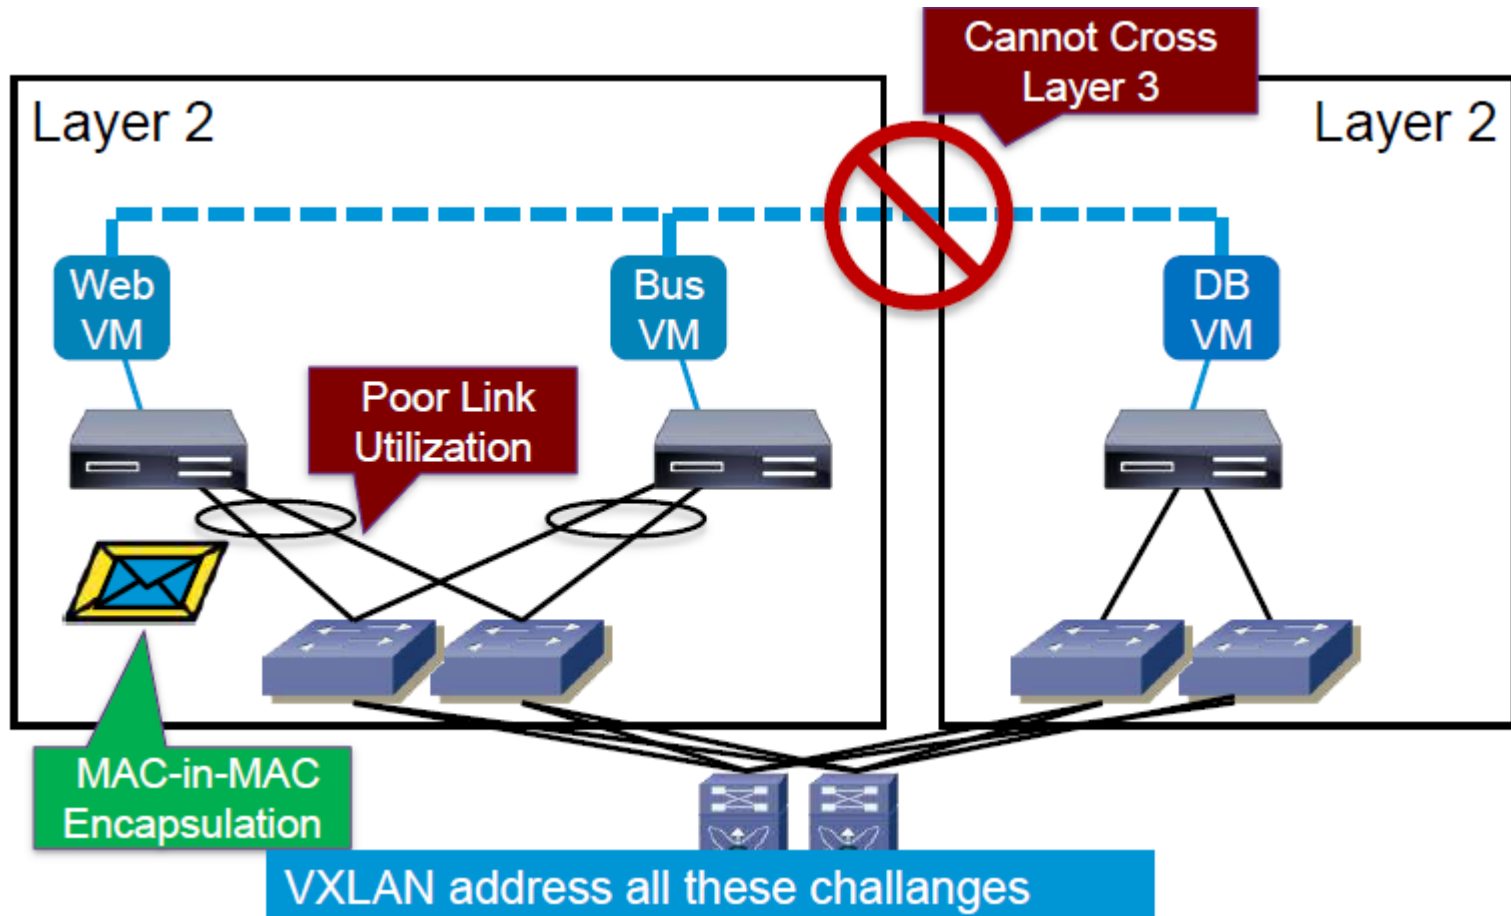 Cannot Cross
Layer 3
Layer 2
Layer 2
Web
VM
Bus
VM
DB
VM
Poor Link
Utilization
MAC-in-MAC
Encapsulation
VXLAN address all these challanges